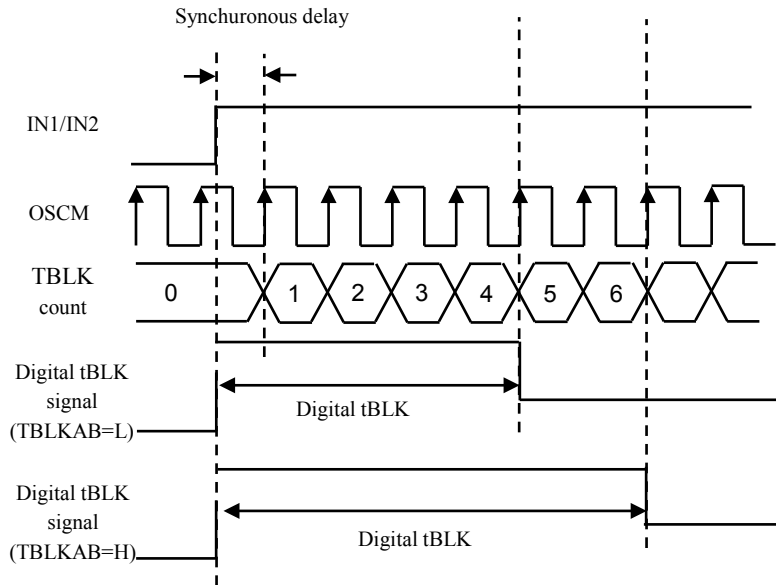 Synchuronous delay
IN1/IN2
OSCM
TBLK
count
0 1 2 3 4 5 6
Digital tBLK
signal
(TBLKAB=L)
Digital tBLK
Digital tBLK
signal
(TBLKAB=H)
Digital tBLK